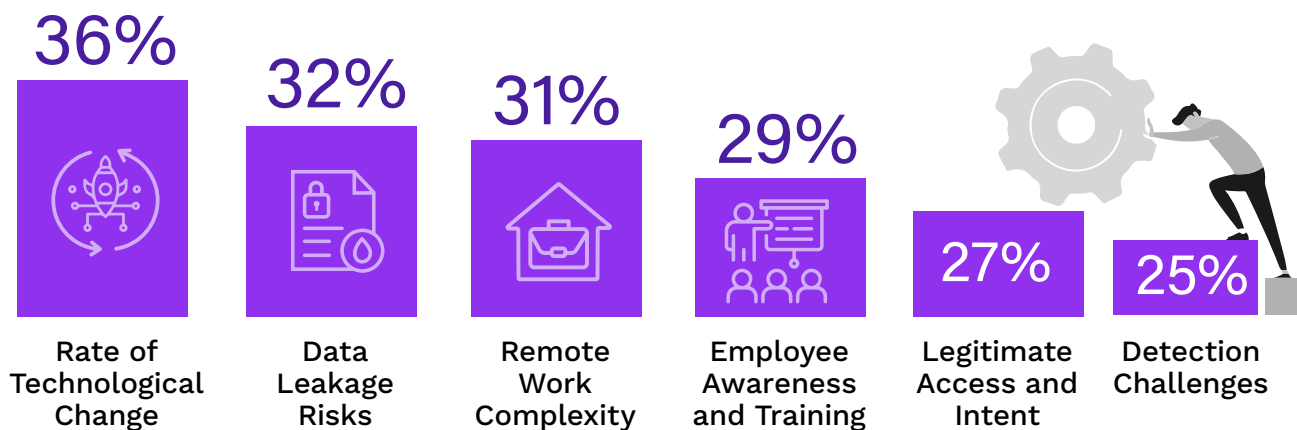 36%
32%
31%
29%
27%
25%
Rate of
Technological
Change
Data
Leakage
Risks
Remote
Work
Complexity
Employee
Awareness
and Training
Legitimate
Access and
Intent
Detection
Challenges